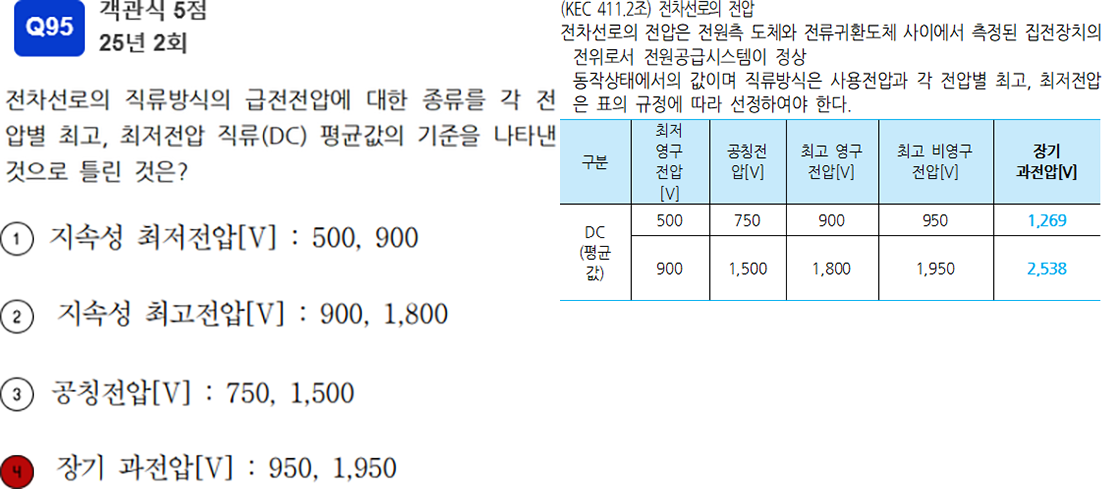 Q95
객관식 5점
25년 2회
전차선로의 직류방식의 급전전압에 대한 종류를 각 전
압별 최고, 최저전압 직류(DC) 평균값의 기준을 나타낸
것으로 틀린 것은?
① 지속성 최저전압[V] : 500, 900
② 지속성 최고전압[V] : 900, 1,800
③ 공칭전압[V] : 750, 1,500
4 장기 과전압[V] : 950, 1,950
(KEC 411.2조) 전차선로의 전압
전차선로의 전압은 전원측 도체와 전류귀환도체 사이에서 측정된 집전장치의
전위로서 전원공급시스템이 정상
동작상태에서의 값이며 직류방식은 사용전압과 각 전압별 최고, 최저전압
은 표의 규정에 따라 선정하여야 한다.
구분
최저
영구
전압
[V]
공칭전
압[V]
최고 영구
전압[V]
최고 비영구
전압[V]
장기
과전압[V]
DC
(평균
값)
500 750 900 950 1,269
900 1,500 1,800 1,950 2,538